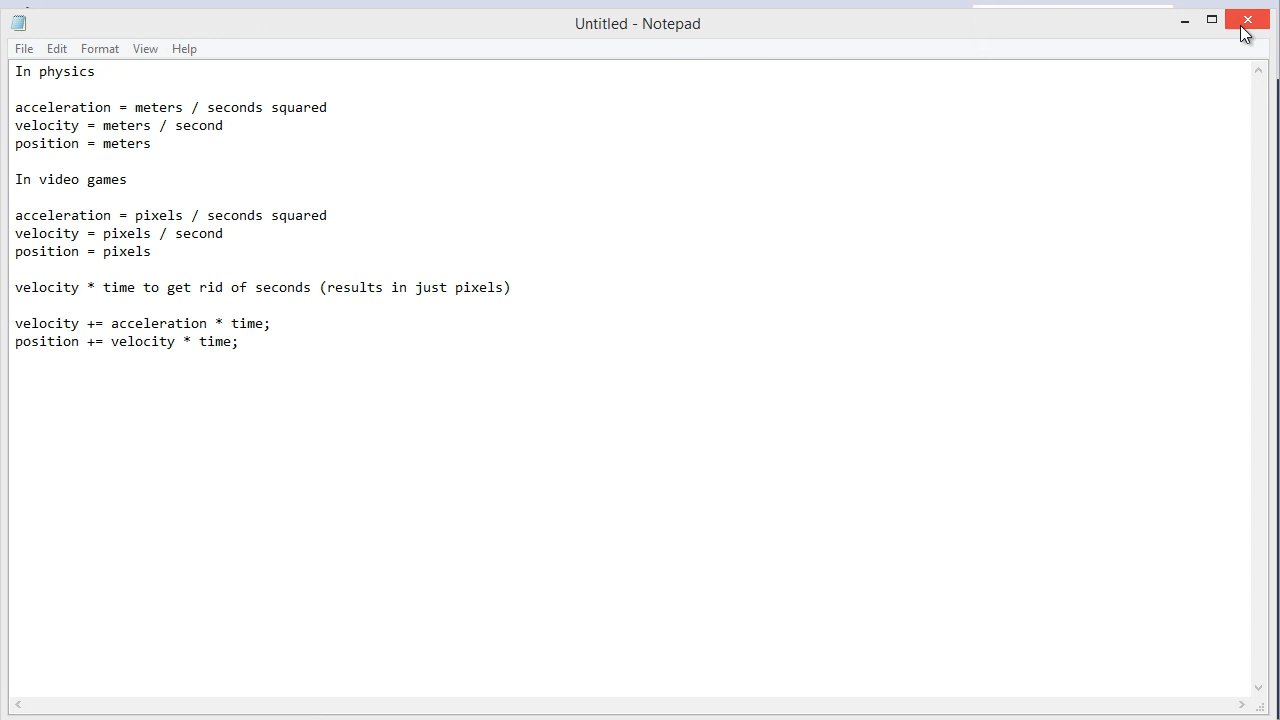 Untitled - Notepad
File Edit Format View Help
In physics
acceleration = meters / seconds squared
velocity = meters / second
position = meters
In video games
acceleration = pixels / seconds squared
velocity = pixels / second
position = pixels
velocity * time to get rid of seconds (results in just pixels)
velocity += acceleration * time;
position += velocity * time;